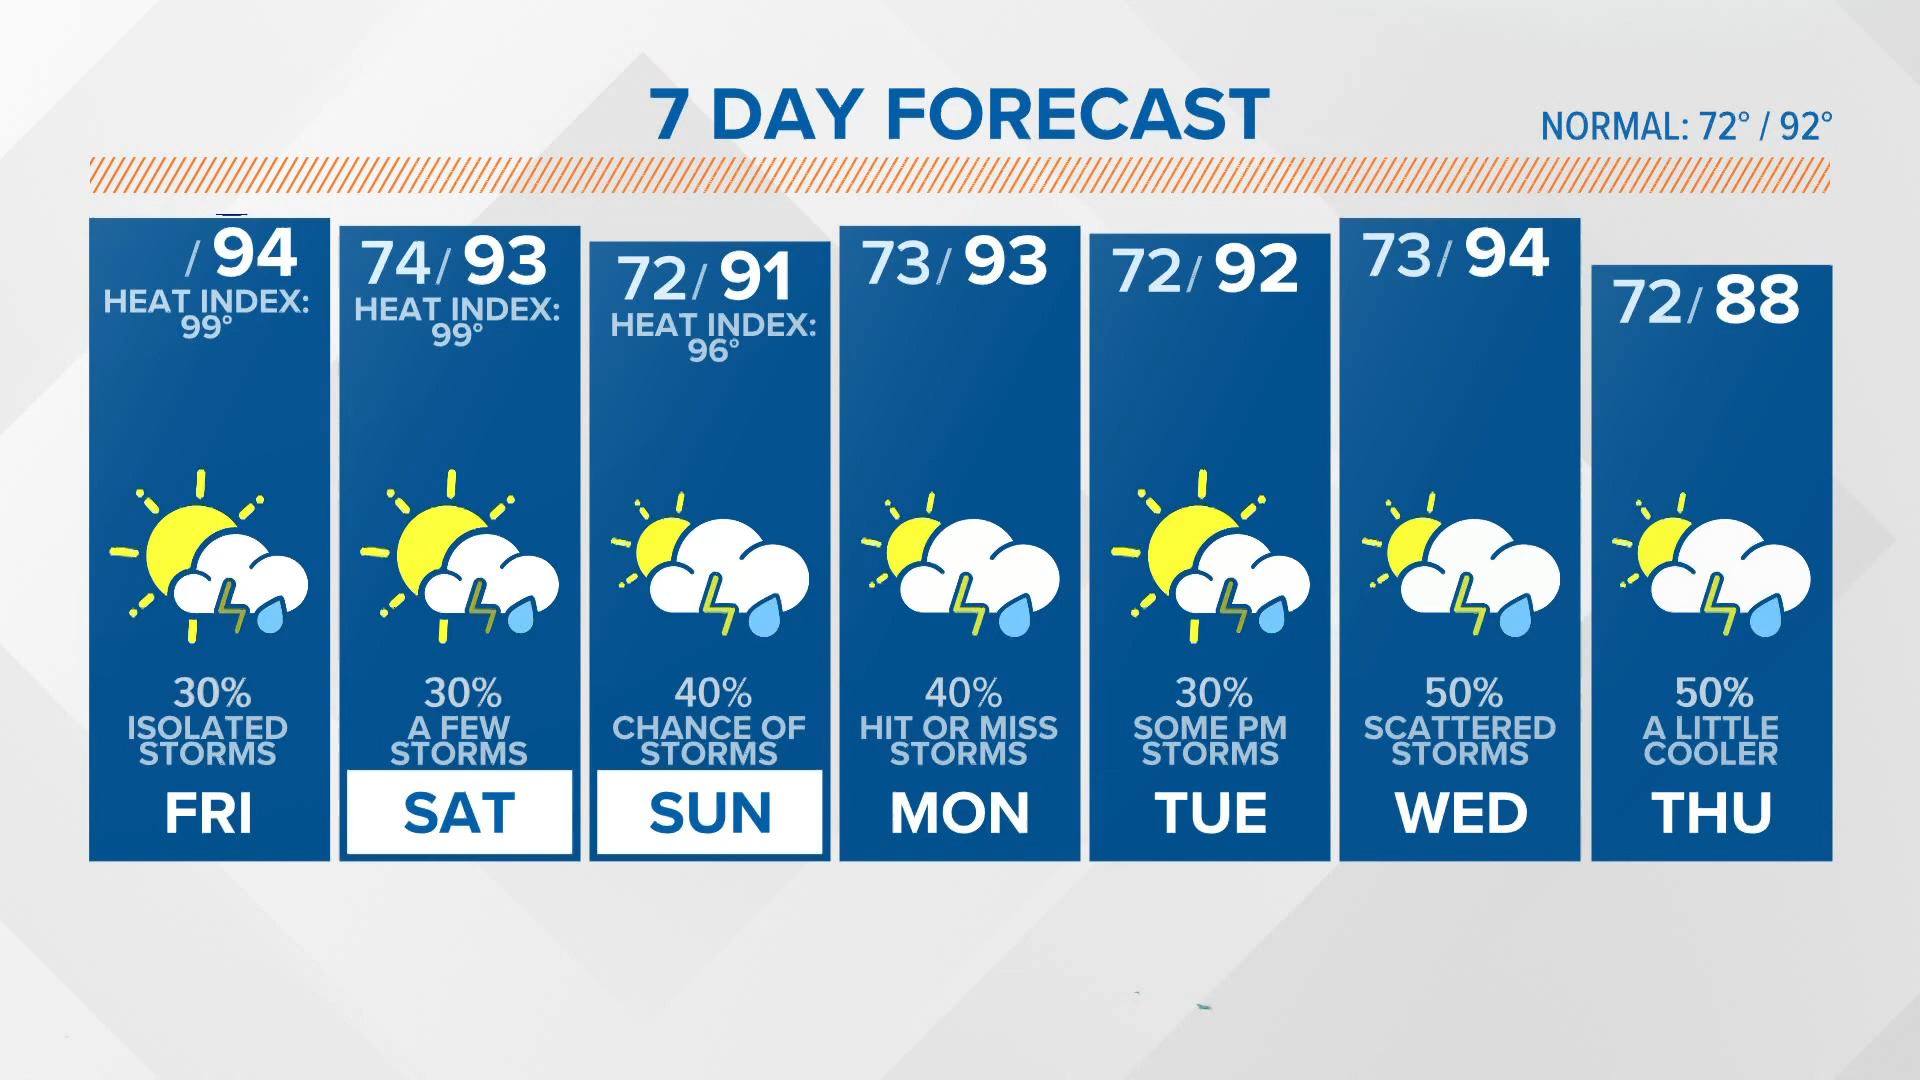 7 DAY FORECAST
NORMAL: 72° / 92°
/ 94
HEAT INDEX:
99°
30%
ISOLATED
STORMS
FRI
74/ 93
HEAT INDEX:
99°
30%
A FEW
STORMS
SAT
72/ 91
HEAT INDEX:
96°
40%
CHANCE OF
STORMS
SUN
73/ 93
40%
HIT OR MISS
STORMS
MON
72/ 92
30%
SOME PM
STORMS
TUE
73/ 94
50%
SCATTERED
STORMS
WED
72/ 88
50%
A LITTLE
COOLER
THU